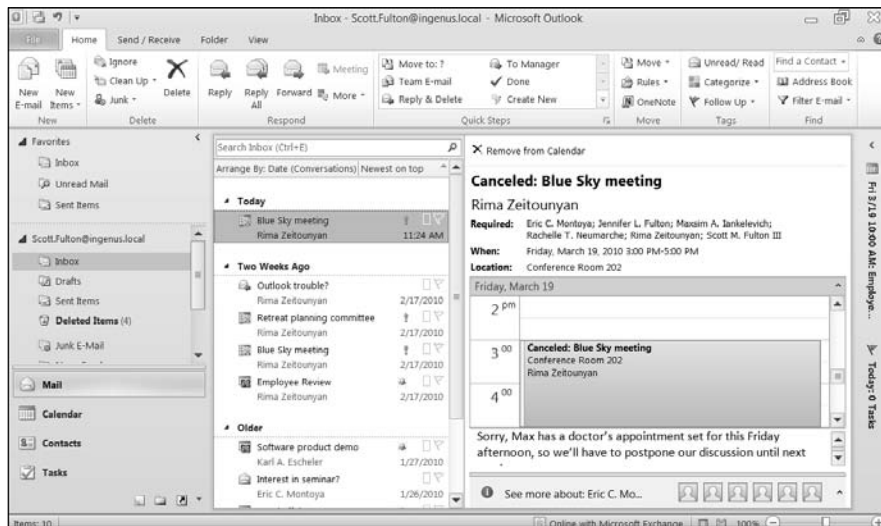 Inbox - Scott.Fulton@ingenus.local - Microsoft Outlook
File Home Send / Receive Folder View
New E-mail
New Items
New
Ignore
Clean Up
Junk
Delete
Delete
Reply
Reply All
Forward
Meeting
More
Respond
Move to: ?
Team E-mail
Reply & Delete
To Manager
Done
Create New
Quick Steps
Move
Rules
OneNote
Move
Unread/ Read
Categorize
Follow Up
Tags
Find a Contact
Address Book
Filter E-mail
Find
Favorites
Inbox
Unread Mail
Sent Items
Scott.Fulton@ingenus.local
Inbox
Drafts
Sent Items
Deleted Items (4)
Junk E-Mail
Mail
Calendar
Contacts
Tasks
Search Inbox (Ctrl+E)
Arrange By: Date (Conversations) Newest on top
Today
Blue Sky meeting
Rima Zeitounyan 11:24 AM
Two Weeks Ago
Outlook trouble?
Rima Zeitounyan 2/17/2010
Retreat planning committee
Rima Zeitounyan 2/17/2010
Blue Sky meeting
Rima Zeitounyan 2/17/2010
Employee Review
Rima Zeitounyan 2/17/2010
Older
Software product demo
Karl A. Escheler 1/27/2010
Interest in seminar?
Eric C. Montoya 1/26/2010
Remove from Calendar
Canceled: Blue Sky meeting
Rima Zeitounyan
Required: Eric C. Montoya; Jennifer L. Fulton; Maxsim A. Iankelevich;
Rachelle T. Neumarche; Rima Zeitounyan; Scott M. Fulton III
When: Friday, March 19, 2010 3:00 PM-5:00 PM
Location: Conference Room 202
Friday, March 19
2 pm
3 00
Canceled: Blue Sky meeting
Conference Room 202
Rima Zeitounyan
4 00
Sorry, Max has a doctor's appointment set for this Friday
afternoon, so we'll have to postpone our discussion until next
See more about: Eric C. Mo...
Fri 3/19 10:00 AM: Employe...
Today: 0 Tasks
Items: 10
Online with Microsoft Exchange
100%